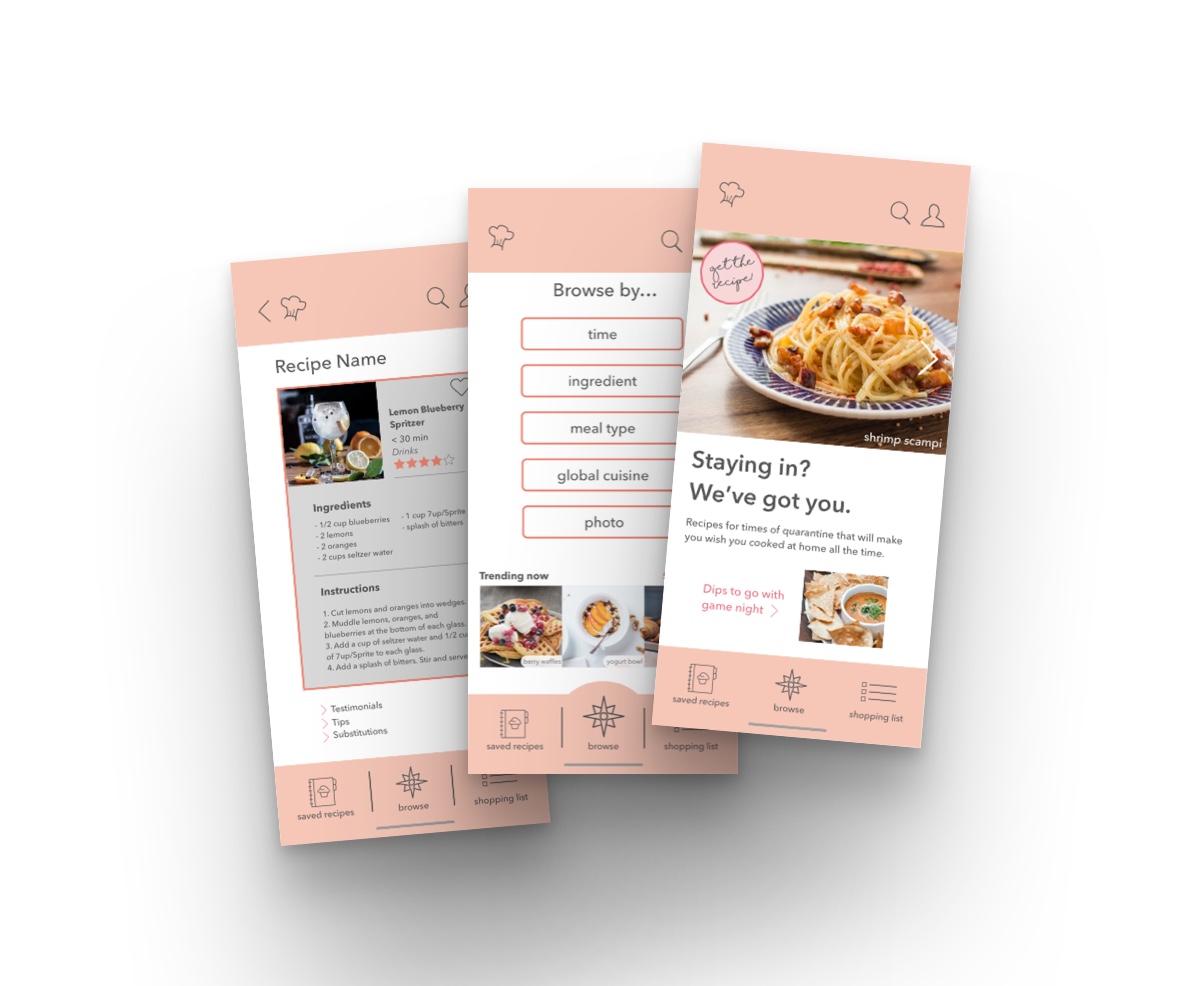 Recipe Name
Lemon Blueberry
Spritzer
< 30 min
Drinks
Ingredients
- 1/2 cup blueberries
- 2 lemons
- 2 oranges
- 2 cups seltzer water
- 1 cup 7up/Sprite
- splash of bitters
Instructions
1. Cut lemons and oranges into wedges.
2. Muddle lemons, oranges, and
blueberries at the bottom of each glass.
3. Add a cup of seltzer water and 1/2 cu
of 7up/Sprite to each glass.
4. Add a splash of bitters. Stir and serve
Testimonials
Tips
Substitutions
saved recipes
browse
shopping list
Browse by...
time
ingredient
meal type
global cuisine
photo
Trending now
berry waffles
yogurt bowl
saved recipes
browse
shopping list
get the
recipe!
shrimp scampi
Staying in?
We've got you.
Recipes for times of quarantine that will make
you wish you cooked at home all the time.
Dips to go with
game night
saved recipes
browse
shopping list